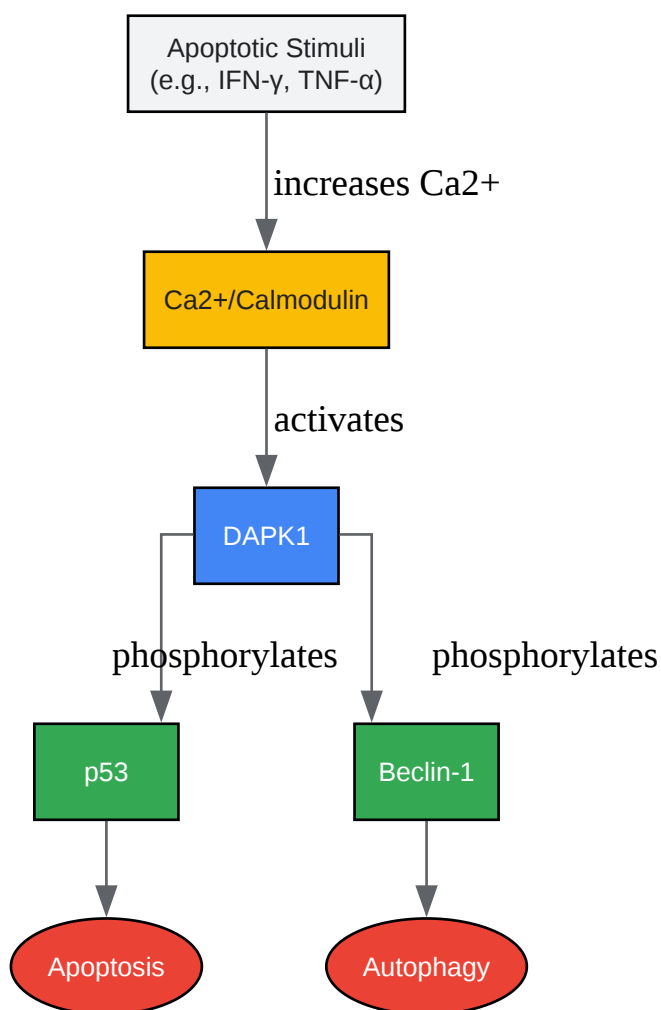 Apoptotic Stimuli
(e.g., IFN-γ, TNF-α)
increases Ca2+
Ca2+/Calmodulin
activates
DAPK1
phosphorylates
phosphorylates
p53
Beclin-1
Apoptosis
Autophagy